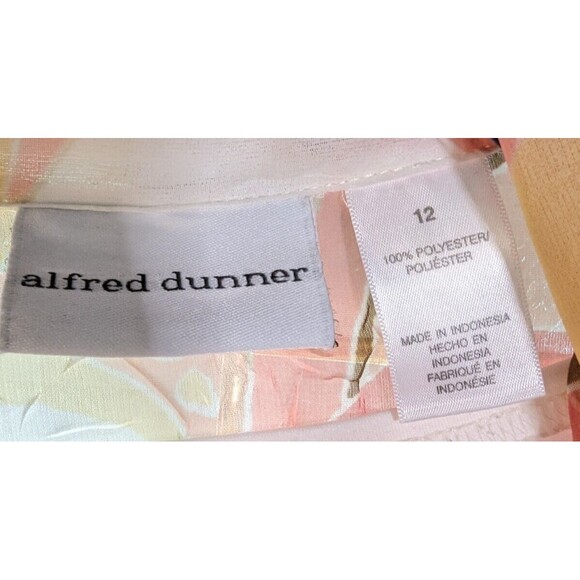 alfred dunner
12
100% POLYESTER/
POLIÉSTER
MADE IN INDONESIA
HECHO EN
INDONESIA
FABRIQUÉ EN
INDONÉSIE